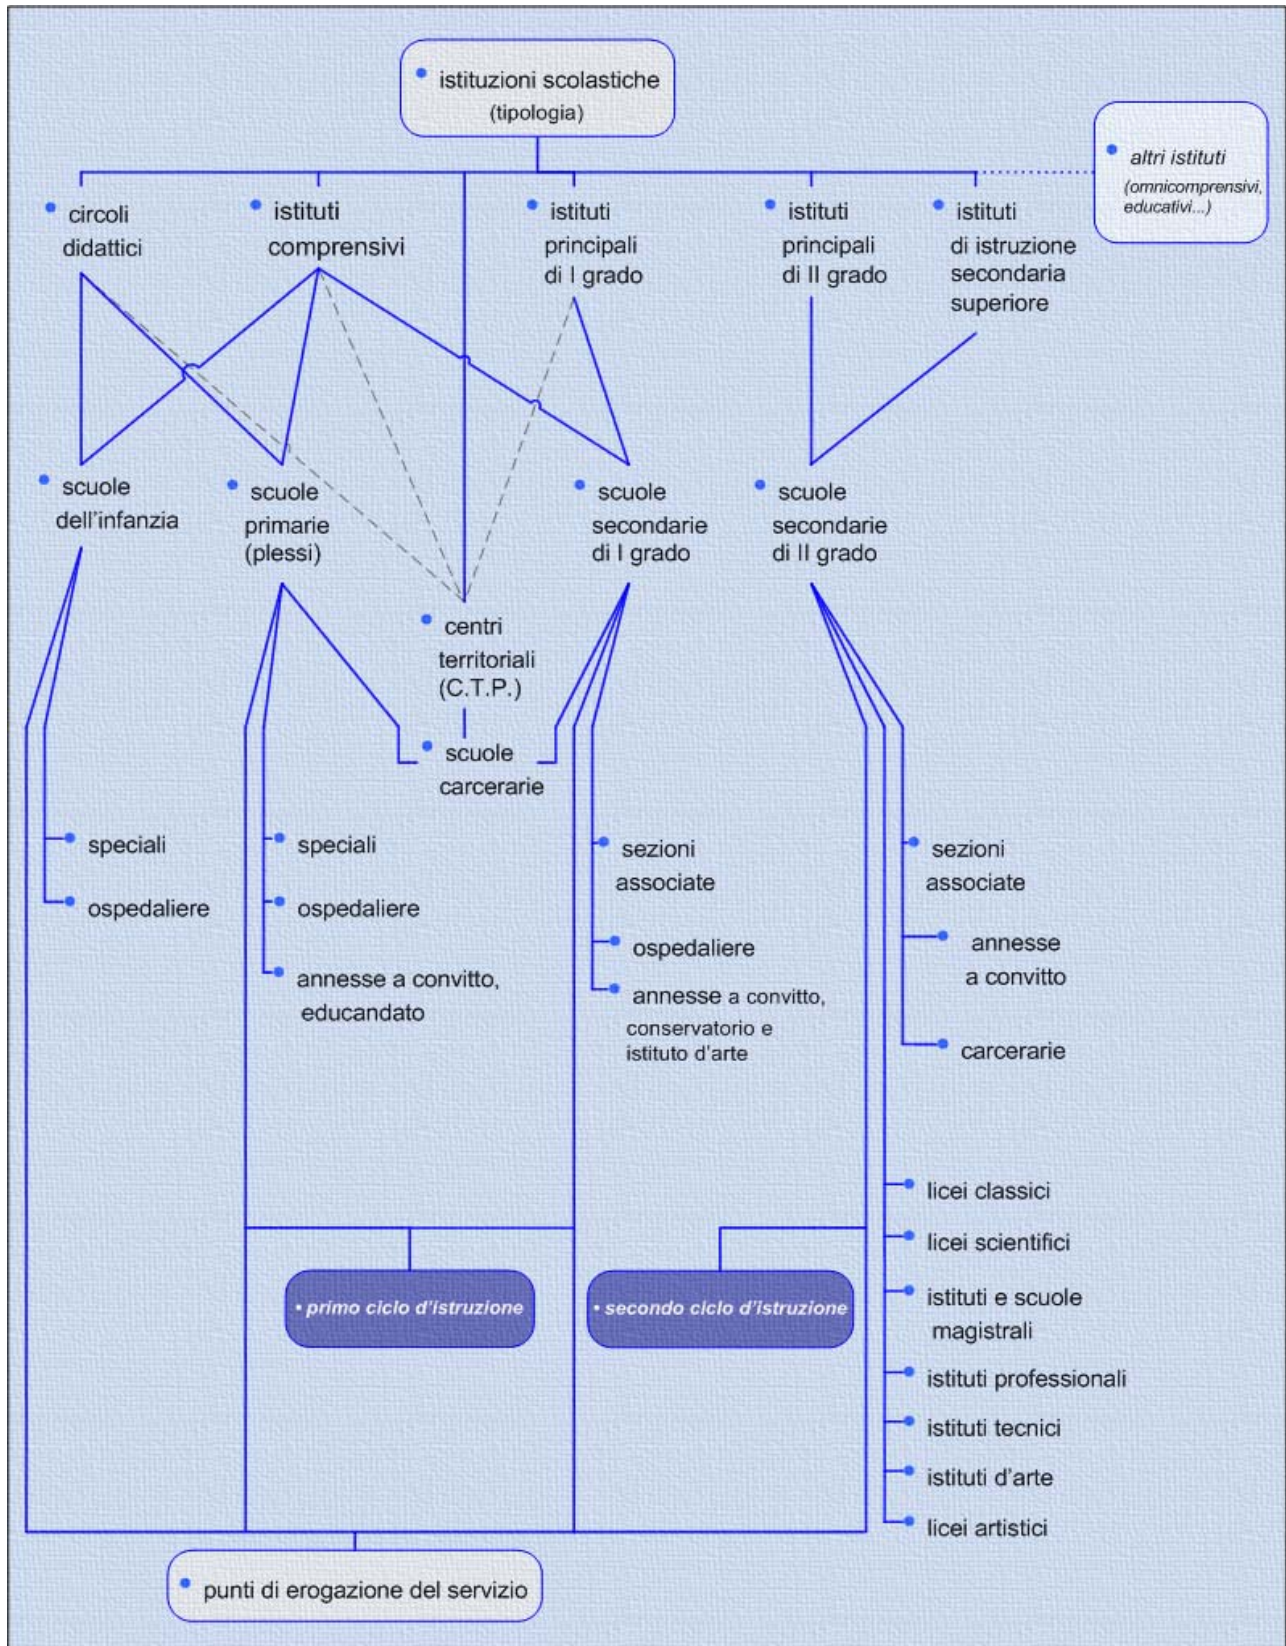 istituzioni scolastiche
(tipologia)
altri istituti
(omnicomprensivi,
educativi...)
circoli
didattici
istituti
comprensivi
istituti
principali
di I grado
istituti
principali
di II grado
istituti
di istruzione
secondaria
superiore
scuole
dell'infanzia
scuole
primarie
(plessi)
scuole
secondarie
di I grado
scuole
secondarie
di II grado
centri
territoriali
(C.T.P.)
scuole
carcerarie
speciali
ospedaliere
speciali
ospedaliere
annesse a convitto,
educandato
sezioni
associate
ospedaliere
annesse a convitto,
conservatorio e
istituto d'arte
sezioni
associate
annesse
a convitto
carcerarie
licei classici
licei scientifici
istituti e scuole
magistrali
istituti professionali
istituti tecnici
istituti d'arte
licei artistici
• primo ciclo d'istruzione
• secondo ciclo d'istruzione
punti di erogazione del servizio